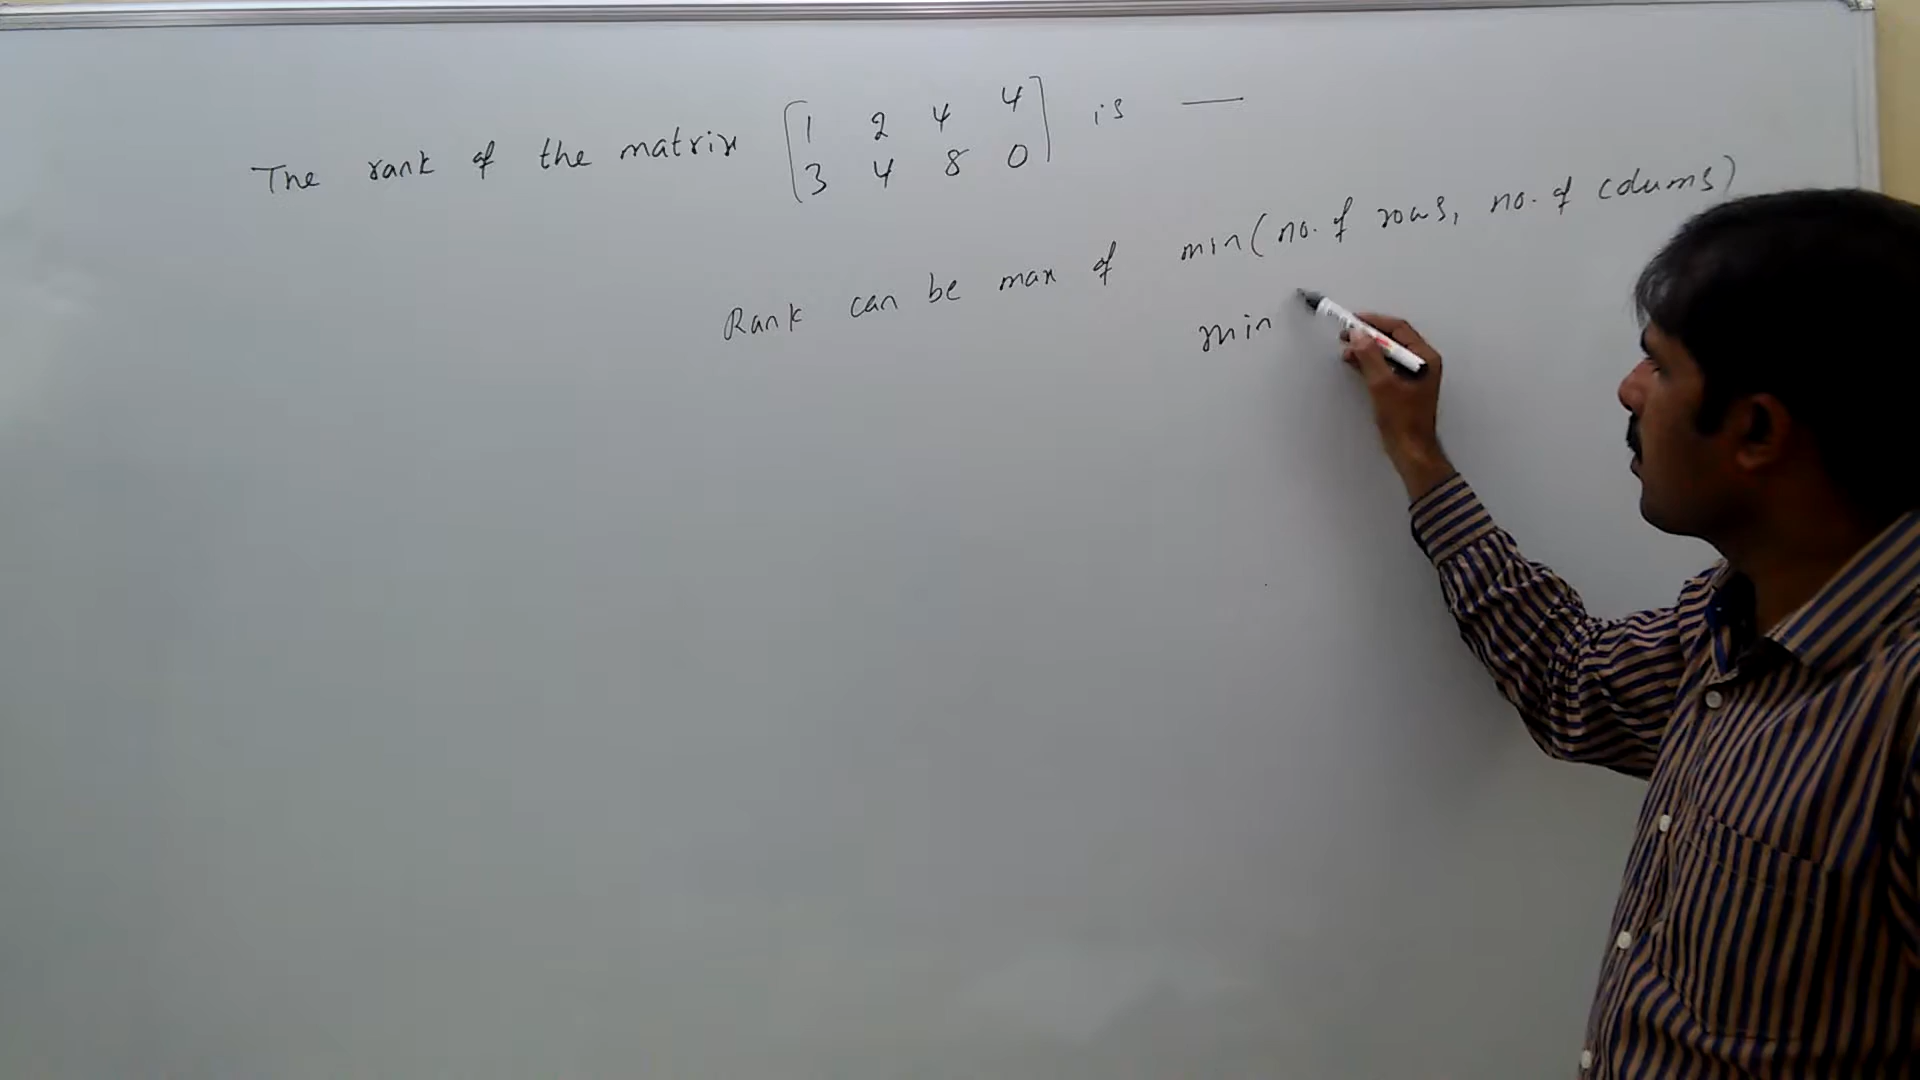 The rank of the matrix [1 2 4 4
3 4 8 0] is —
Rank can be max of min(no. of rows, no. of colums)
min